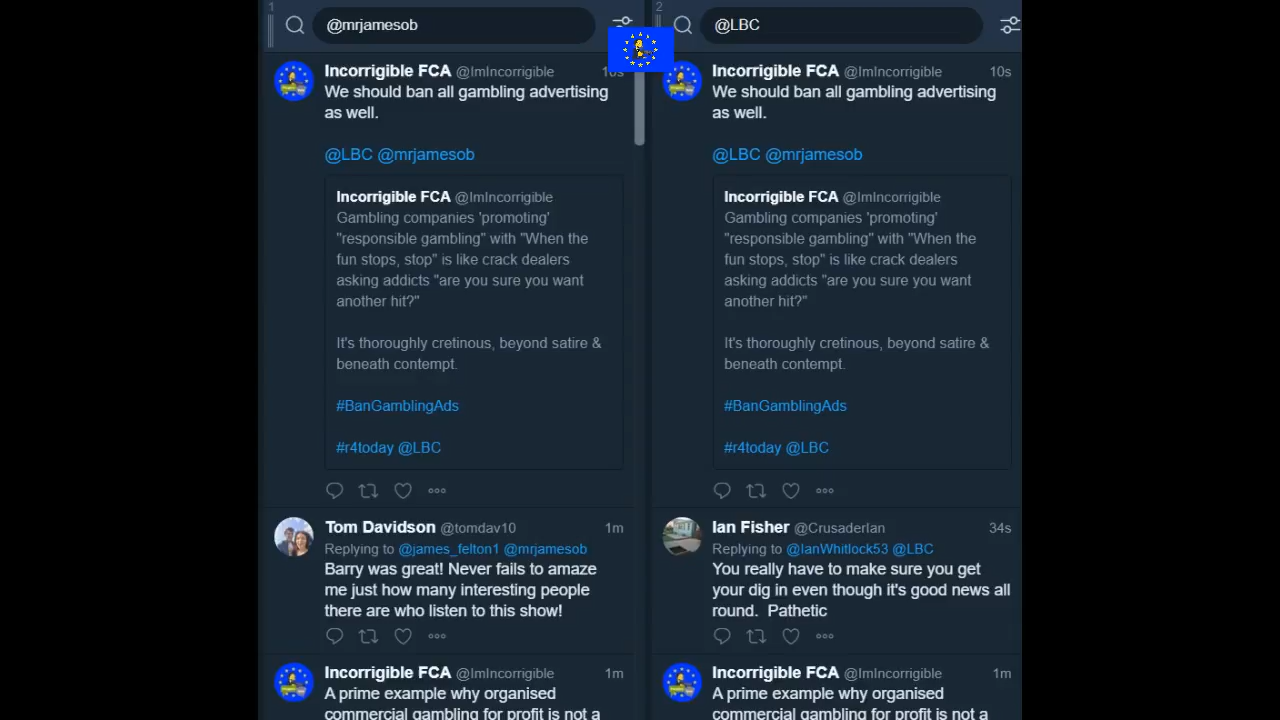 1
@mrjamesob
Incorrigible FCA @ImIncorrigible 10s
We should ban all gambling advertising
as well.
@LBC @mrjamesob
Incorrigible FCA @ImIncorrigible
Gambling companies 'promoting'
"responsible gambling" with "When the
fun stops, stop" is like crack dealers
asking addicts "are you sure you want
another hit?"
It's thoroughly cretinous, beyond satire &
beneath contempt.
#BanGamblingAds
#r4today @LBC
Tom Davidson @tomdav10 1m
Replying to @james_felton1 @mrjamesob
Barry was great! Never fails to amaze
me just how many interesting people
there are who listen to this show!
Incorrigible FCA @ImIncorrigible 1m
A prime example why organised
commercial gambling for profit is not a
2
@LBC
Incorrigible FCA @ImIncorrigible 10s
We should ban all gambling advertising
as well.
@LBC @mrjamesob
Incorrigible FCA @ImIncorrigible
Gambling companies 'promoting'
"responsible gambling" with "When the
fun stops, stop" is like crack dealers
asking addicts "are you sure you want
another hit?"
It's thoroughly cretinous, beyond satire &
beneath contempt.
#BanGamblingAds
#r4today @LBC
Ian Fisher @CrusaderIan 34s
Replying to @IanWhitlock53 @LBC
You really have to make sure you get
your dig in even though it's good news all
round. Pathetic
Incorrigible FCA @ImIncorrigible 1m
A prime example why organised
commercial gambling for profit is not a